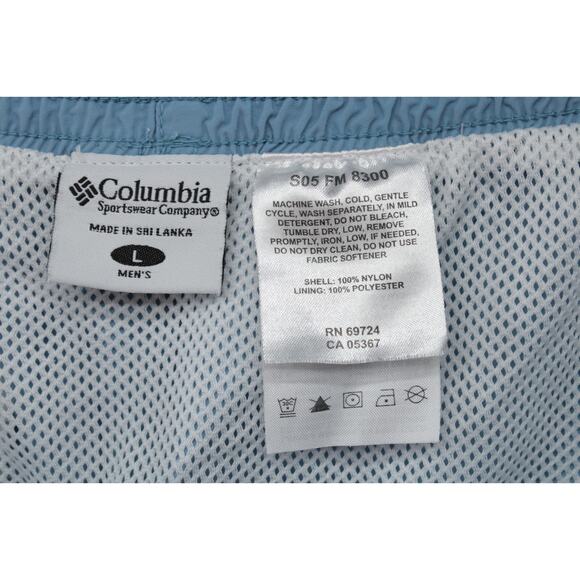 Columbia
Sportswear Company®
MADE IN SRI LANKA
L
MEN'S
S05 FM 8300
MACHINE WASH, COLD, GENTLE
CYCLE, WASH SEPARATELY, IN MILD
DETERGENT, DO NOT BLEACH,
TUMBLE DRY, LOW, REMOVE
PROMPTLY, IRON, LOW, IF NEEDED,
DO NOT DRY CLEAN, DO NOT USE
FABRIC SOFTENER
SHELL: 100% NYLON
LINING: 100% POLYESTER
RN 69724
CA 05367
30C